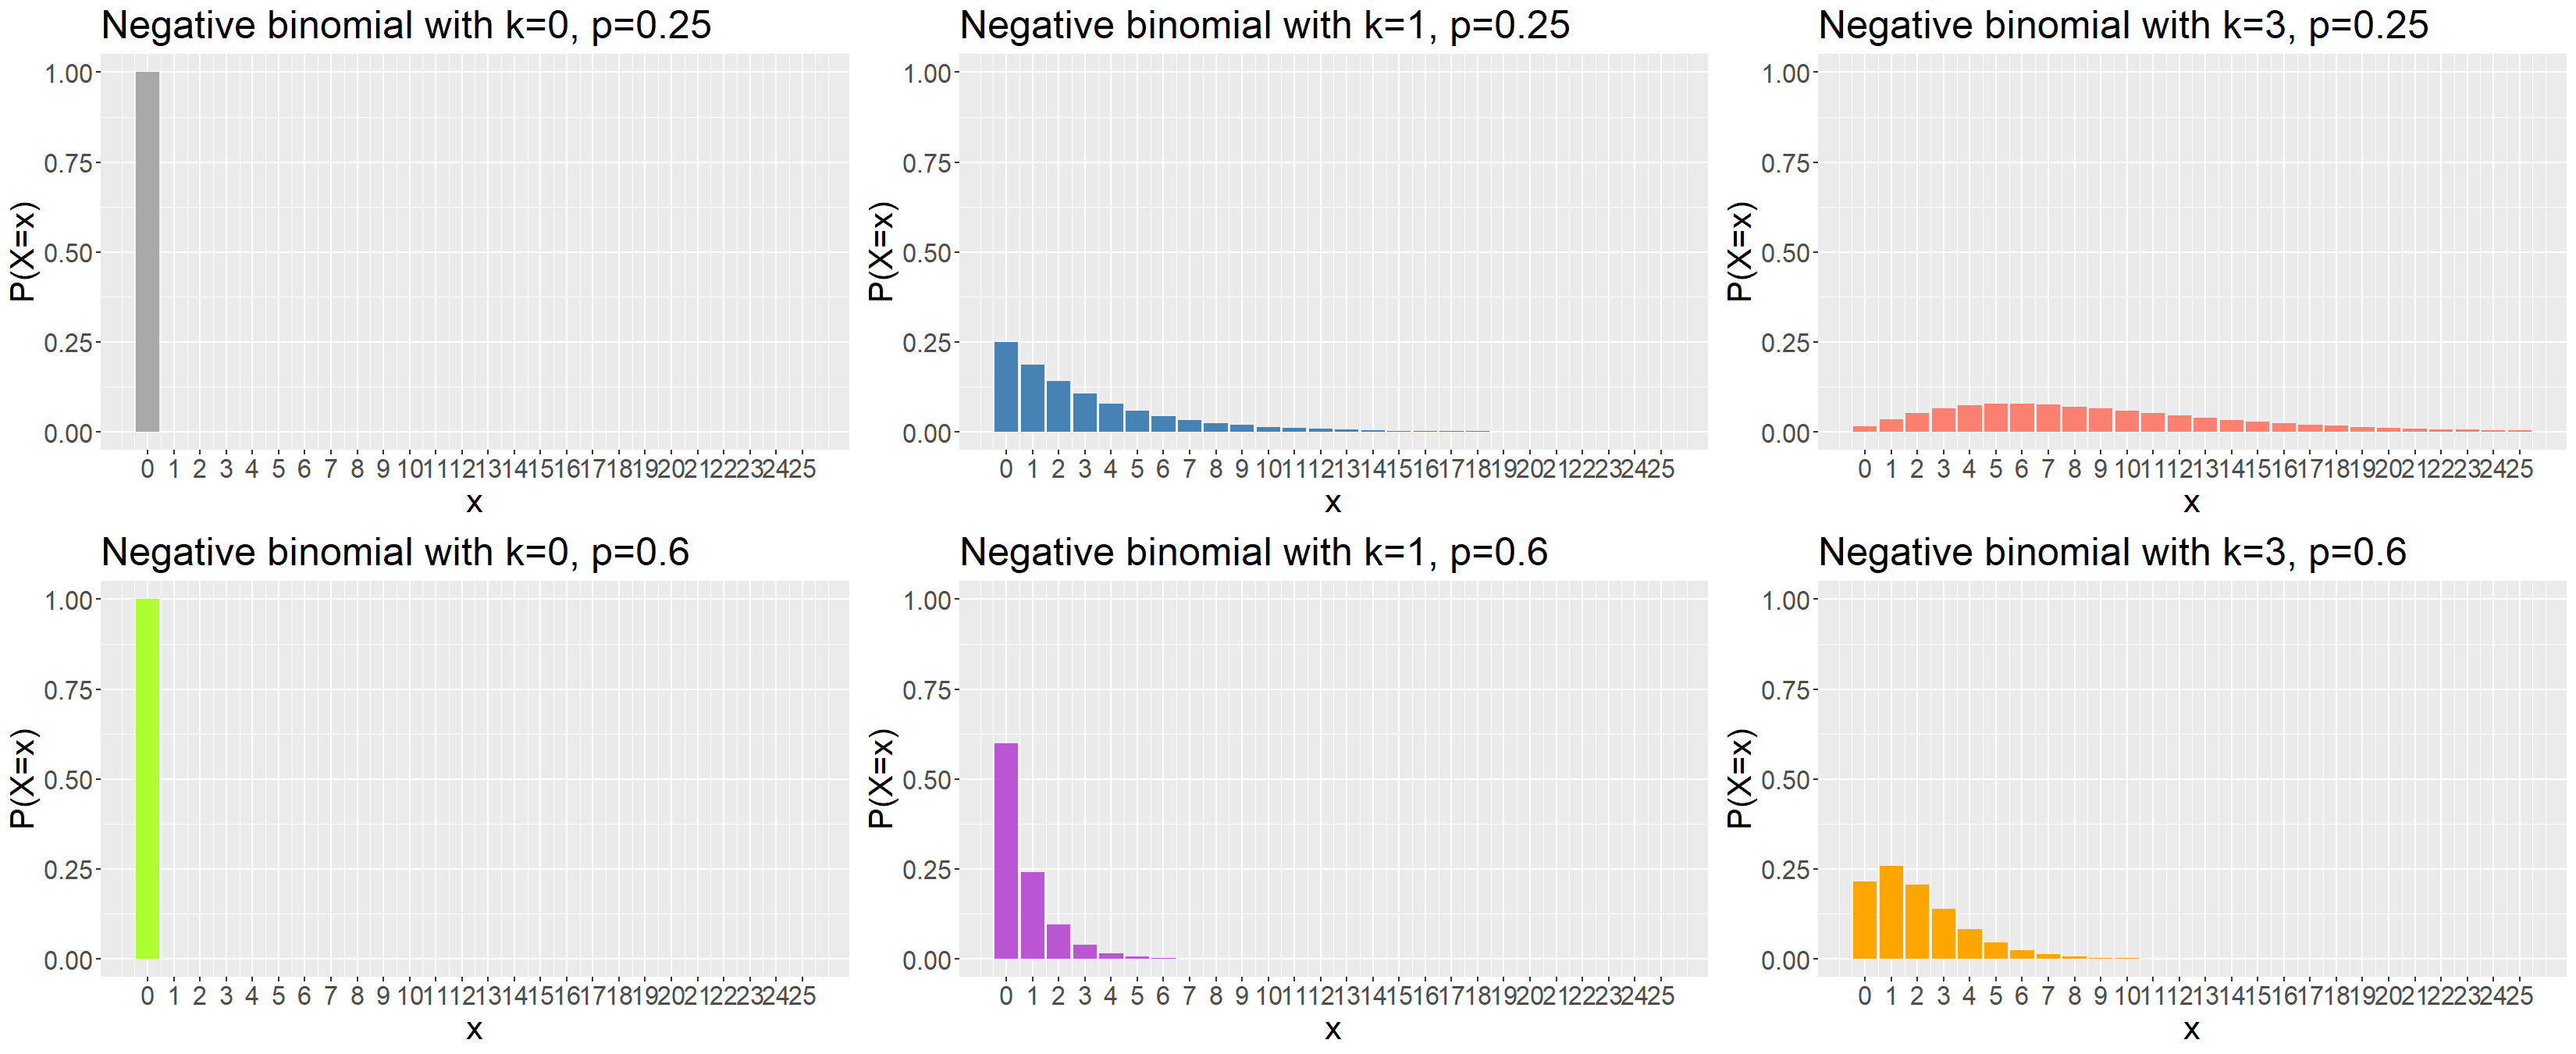 Negative binomial with k=0, p=0.25
1.00
0.75
0.50
0.25
0.00
P(X=x)
0 1 2 3 4 5 6 7 8 9 10 11 12 13 14 15 16 17 18 19 20 21 22 23 24 25
x
Negative binomial with k=1, p=0.25
1.00
0.75
0.50
0.25
0.00
P(X=x)
0 1 2 3 4 5 6 7 8 9 10 11 12 13 14 15 16 17 18 19 20 21 22 23 24 25
x
Negative binomial with k=3, p=0.25
1.00
0.75
0.50
0.25
0.00
P(X=x)
0 1 2 3 4 5 6 7 8 9 10 11 12 13 14 15 16 17 18 19 20 21 22 23 24 25
x
Negative binomial with k=0, p=0.6
1.00
0.75
0.50
0.25
0.00
P(X=x)
0 1 2 3 4 5 6 7 8 9 10 11 12 13 14 15 16 17 18 19 20 21 22 23 24 25
x
Negative binomial with k=1, p=0.6
1.00
0.75
0.50
0.25
0.00
P(X=x)
0 1 2 3 4 5 6 7 8 9 10 11 12 13 14 15 16 17 18 19 20 21 22 23 24 25
x
Negative binomial with k=3, p=0.6
1.00
0.75
0.50
0.25
0.00
P(X=x)
0 1 2 3 4 5 6 7 8 9 10 11 12 13 14 15 16 17 18 19 20 21 22 23 24 25
x